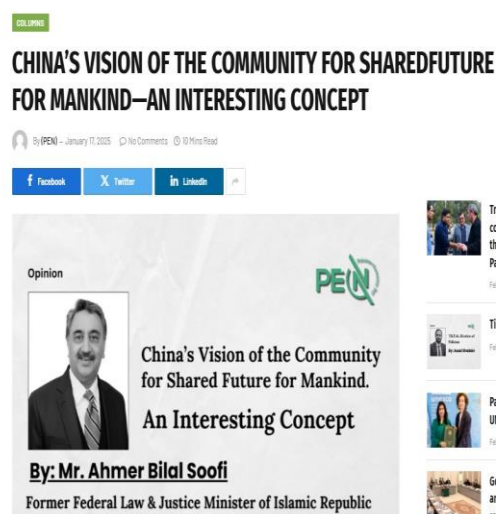 COLUMNS
CHINA'S VISION OF THE COMMUNITY FOR SHAREDFUTURE
FOR MANKIND—AN INTERESTING CONCEPT
By (PEN) – January 17, 2025 No Comments 10 Mins Read
Facebook
Twitter
LinkedIn
Opinion
PEN
China's Vision of the Community
for Shared Future for Mankind.
An Interesting Concept
By: Mr. Ahmer Bilal Soofi
Former Federal Law & Justice Minister of Islamic Republic